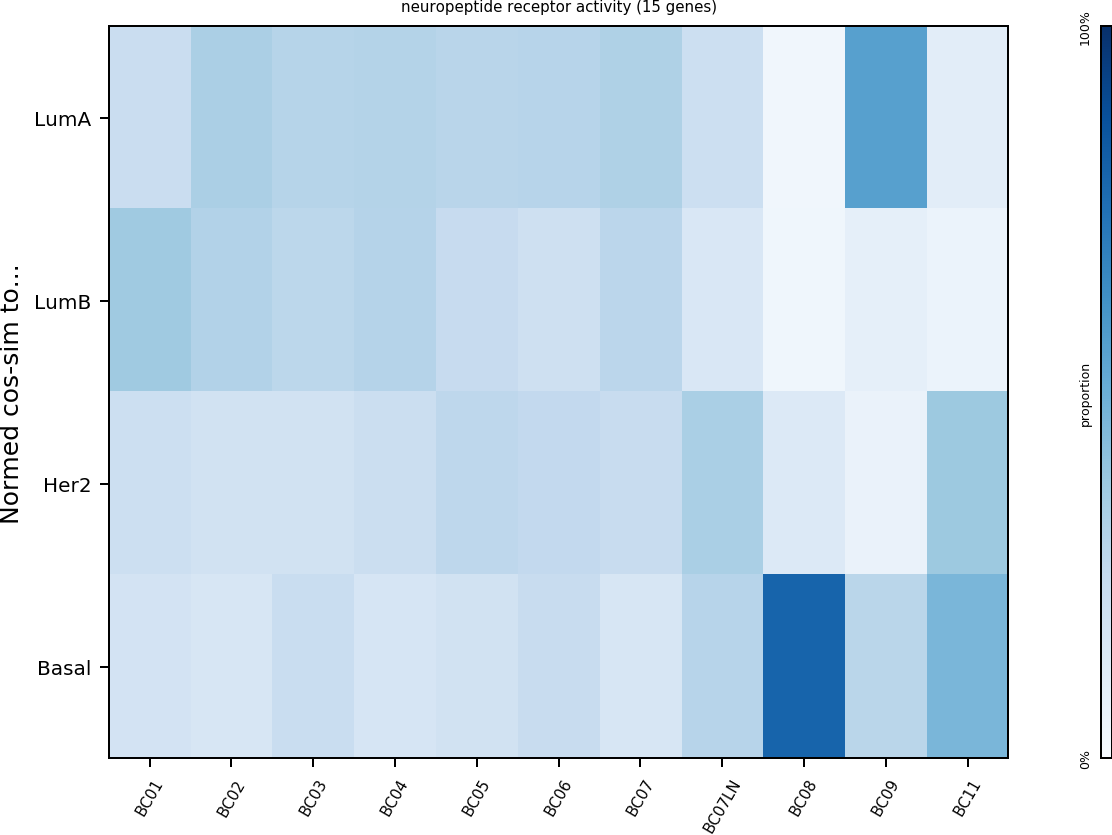 neuropeptide receptor activity (15 genes)
Normed cos-sim to...
LumA
LumB
Her2
Basal
BC01
BC02
BC03
BC04
BC05
BC06
BC07
BC07LN
BC08
BC09
BC11
100%
proportion
0%